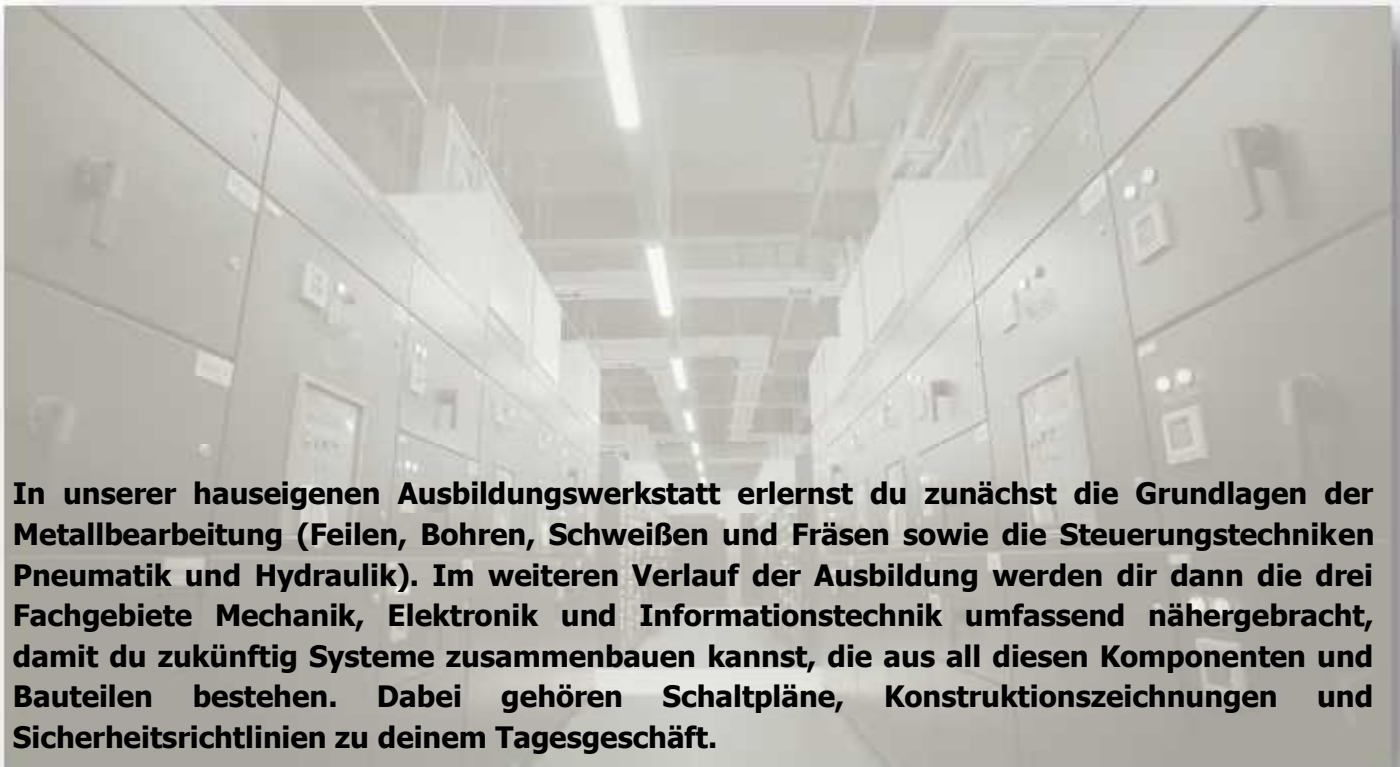 In unserer hauseigenen Ausbildungswerkstatt erlernst du zunächst die Grundlagen der
Metallbearbeitung (Feilen, Bohren, Schweißen und Fräsen sowie die Steuerungstechniken
Pneumatik und Hydraulik). Im weiteren Verlauf der Ausbildung werden dir dann die drei
Fachgebiete Mechanik, Elektronik und Informationstechnik umfassend nähergebracht,
damit du zukünftig Systeme zusammenbauen kannst, die aus all diesen Komponenten und
Bauteilen bestehen. Dabei gehören Schaltpläne, Konstruktionszeichnungen und
Sicherheitsrichtlinien zu deinem Tagesgeschäft.